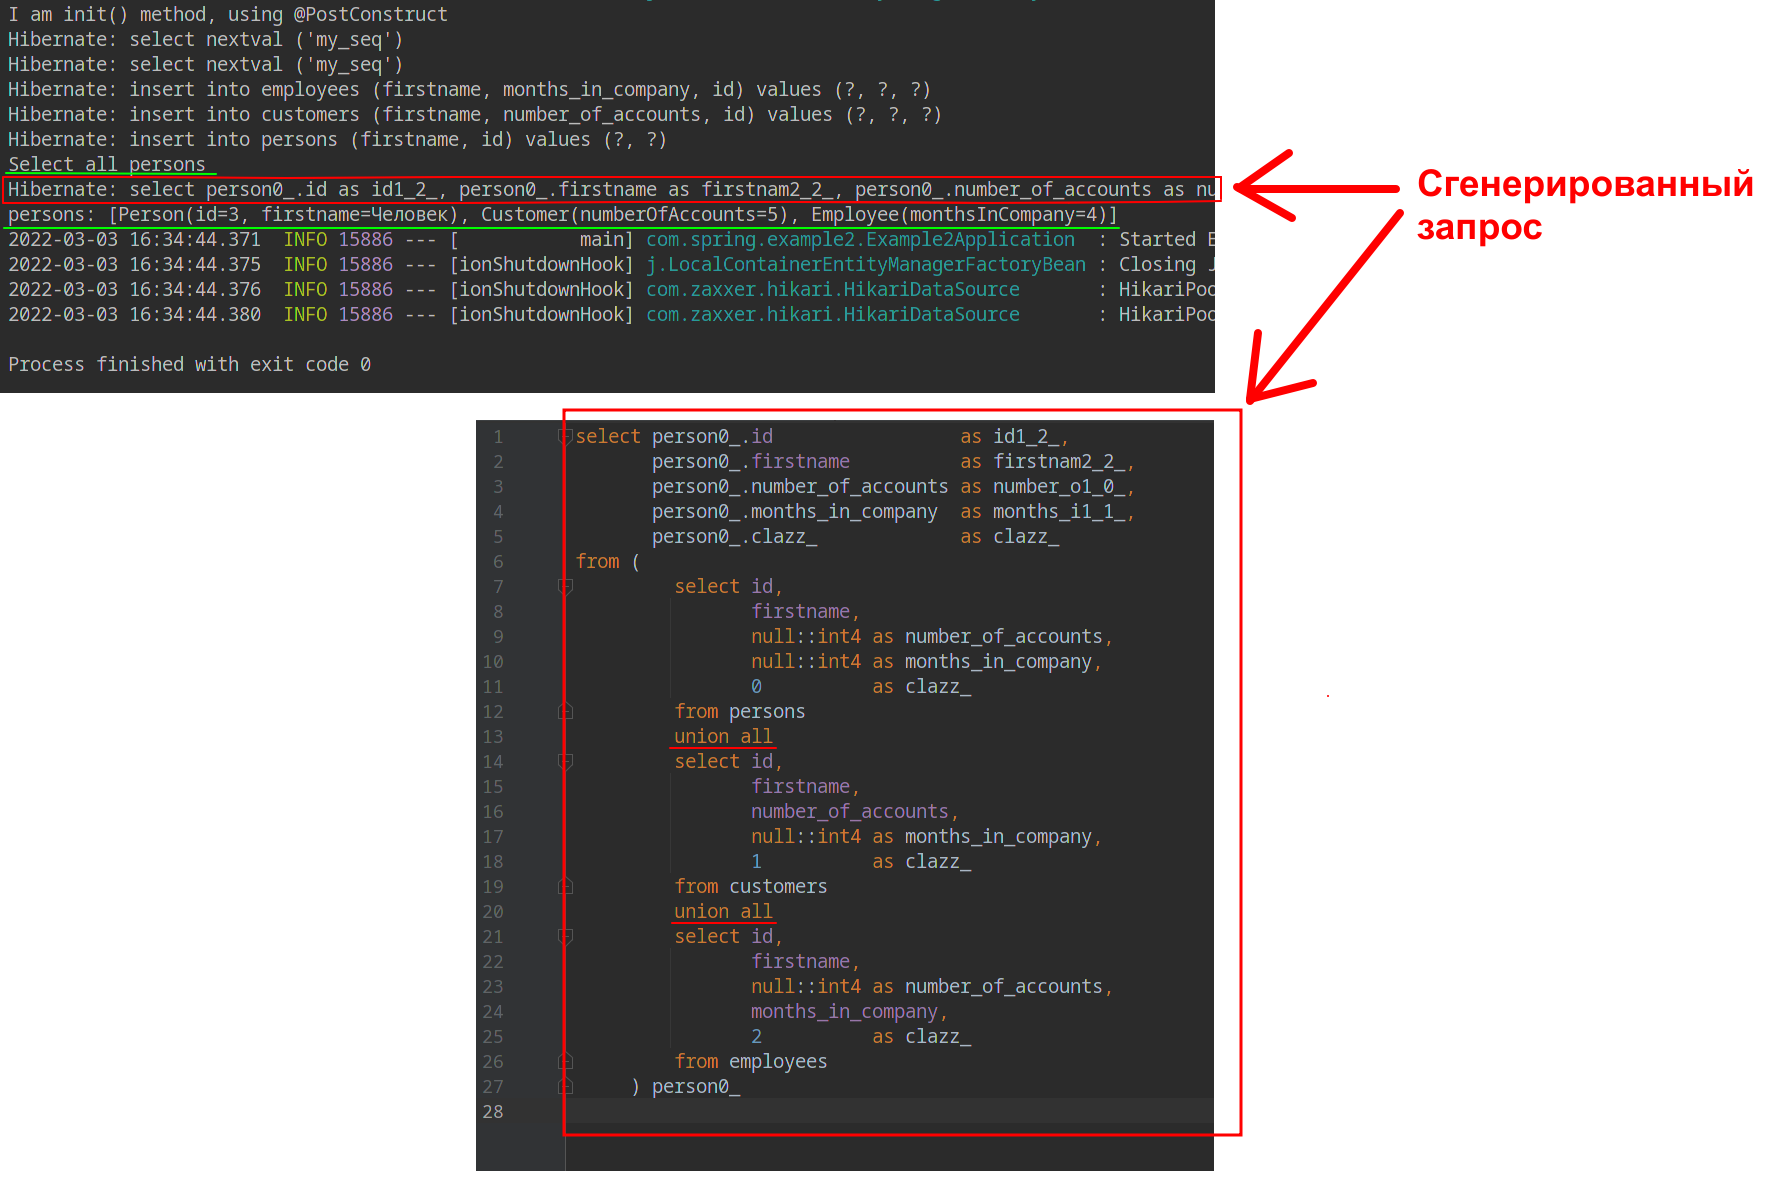 I am init() method, using @PostConstruct
Hibernate: select nextval ('my_seq')
Hibernate: select nextval ('my_seq')
Hibernate: insert into employees (firstname, months_in_company, id) values (?, ?, ?)
Hibernate: insert into customers (firstname, number_of_accounts, id) values (?, ?, ?)
Hibernate: insert into persons (firstname, id) values (?, ?)
Select all persons
Hibernate: select person0_.id as id1_2_, person0_.firstname as firstnam2_2_, person0_.number_of_accounts as nu
persons: [Person(id=3, firstname=Человек), Customer(numberOfAccounts=5), Employee(monthsInCompany=4)]
2022-03-03 16:34:44.371 INFO 15886 --- [ main] com.spring.example2.Example2Application : Started E
2022-03-03 16:34:44.375 INFO 15886 --- [ionShutdownHook] j.LocalContainerEntityManagerFactoryBean : Closing J
2022-03-03 16:34:44.376 INFO 15886 --- [ionShutdownHook] com.zaxxer.hikari.HikariDataSource : HikariPoo
2022-03-03 16:34:44.380 INFO 15886 --- [ionShutdownHook] com.zaxxer.hikari.HikariDataSource : HikariPoo
Process finished with exit code 0
Сгенерированный
запрос
1 select person0_.id as id1_2_,
2 person0_.firstname as firstnam2_2_,
3 person0_.number_of_accounts as number_o1_0_,
4 person0_.months_in_company as months_i1_1_,
5 person0_.clazz_ as clazz_
6 from (
7 select id,
8 firstname,
9 null::int4 as number_of_accounts,
10 null::int4 as months_in_company,
11 0 as clazz_
12 from persons
13 union all
14 select id,
15 firstname,
16 number_of_accounts,
17 null::int4 as months_in_company,
18 1 as clazz_
19 from customers
20 union all
21 select id,
22 firstname,
23 null::int4 as number_of_accounts,
24 months_in_company,
25 2 as clazz_
26 from employees
27 ) person0_
28